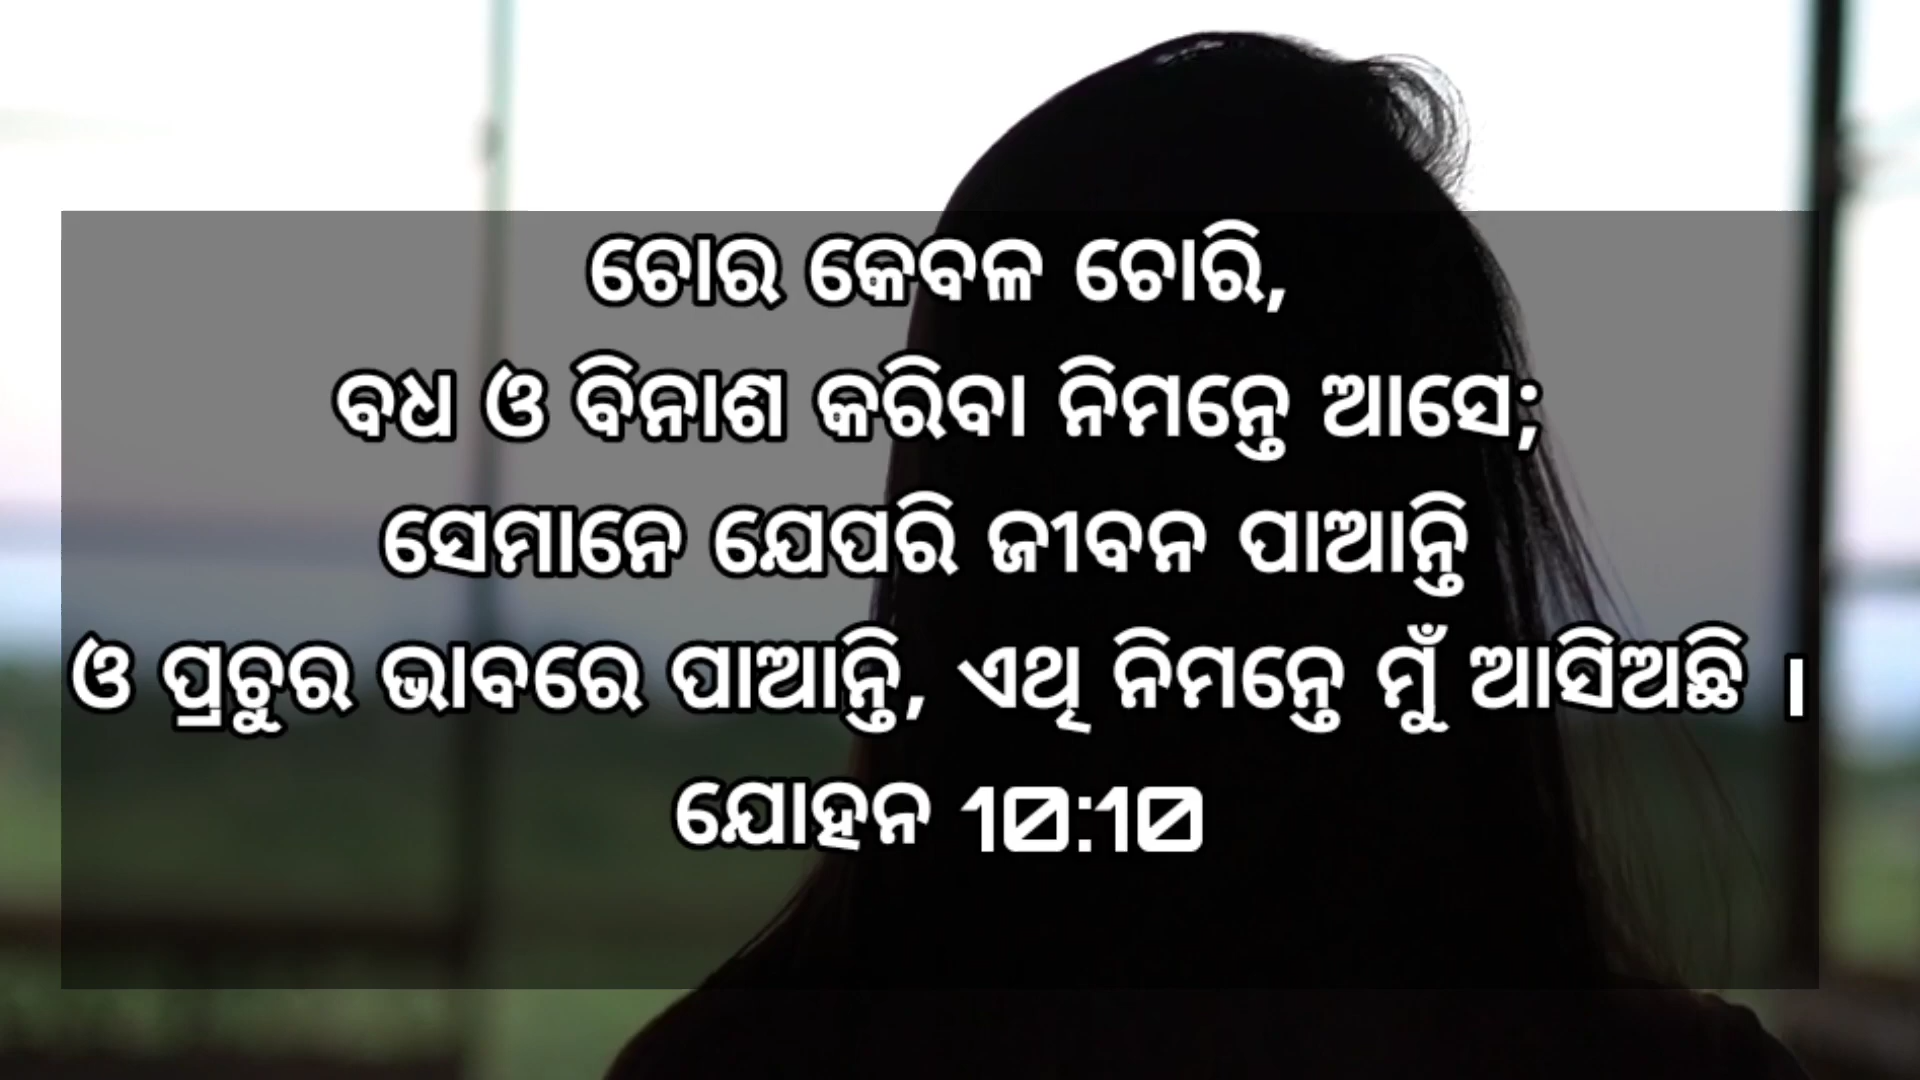 ଚୋର କେବଳ ଚୋରି,
ବଧ ଓ ବିନାଶ କରିବା ନିମନ୍ତେ ଆସେ;
ସେମାନେ ଯେପରି ଜୀବନ ପାଆନ୍ତି
ଓ ପ୍ରଚୁର ଭାବରେ ପାଆନ୍ତି, ଏଥି ନିମନ୍ତେ ମୁଁ ଆସିଅଛି ।
ଯୋହନ 10:10